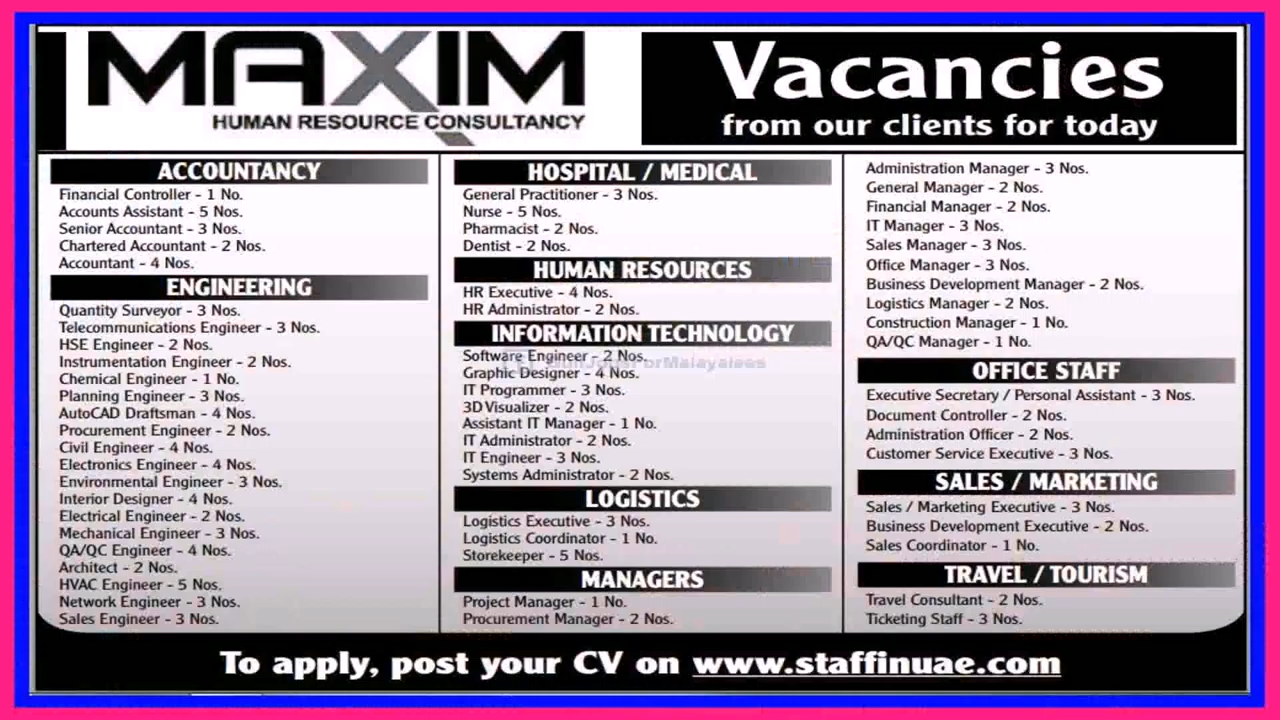 MAXIM
HUMAN RESOURCE CONSULTANCY
Vacancies
from our clients for today
ACCOUNTANCY
Financial Controller - 1 No.
Accounts Assistant - 5 Nos.
Senior Accountant - 3 Nos.
Chartered Accountant - 2 Nos.
Accountant - 4 Nos.
ENGINEERING
Quantity Surveyor - 3 Nos.
Telecommunications Engineer - 3 Nos.
HSE Engineer - 2 Nos.
Instrumentation Engineer - 2 Nos.
Chemical Engineer - 1 No.
Planning Engineer - 3 Nos.
AutoCAD Draftsman - 4 Nos.
Procurement Engineer - 2 Nos.
Civil Engineer - 4 Nos.
Electronics Engineer - 4 Nos.
Environmental Engineer - 3 Nos.
Interior Designer - 4 Nos.
Electrical Engineer - 2 Nos.
Mechanical Engineer - 3 Nos.
QA/QC Engineer - 4 Nos.
Architect - 2 Nos.
HVAC Engineer - 5 Nos.
Network Engineer - 3 Nos.
Sales Engineer - 3 Nos.
HOSPITAL / MEDICAL
General Practitioner - 3 Nos.
Nurse - 5 Nos.
Pharmacist - 2 Nos.
Dentist - 2 Nos.
HUMAN RESOURCES
HR Executive - 4 Nos.
HR Administrator - 2 Nos.
INFORMATION TECHNOLOGY
Software Engineer - 2 Nos.
GulfJobsForMalayalees
Graphic Designer - 4 Nos.
IT Programmer - 3 Nos.
3D Visualizer - 2 Nos.
Assistant IT Manager - 1 No.
IT Administrator - 2 Nos.
IT Engineer - 3 Nos.
Systems Administrator - 2 Nos.
LOGISTICS
Logistics Executive - 3 Nos.
Logistics Coordinator - 1 No.
Storekeeper - 5 Nos.
MANAGERS
Project Manager - 1 No.
Procurement Manager - 2 Nos.
Administration Manager - 3 Nos.
General Manager - 2 Nos.
Financial Manager - 2 Nos.
IT Manager - 3 Nos.
Sales Manager - 3 Nos.
Office Manager - 3 Nos.
Business Development Manager - 2 Nos.
Logistics Manager - 2 Nos.
Construction Manager - 1 No.
QA/QC Manager - 1 No.
OFFICE STAFF
Executive Secretary / Personal Assistant - 3 Nos.
Document Controller - 2 Nos.
Administration Officer - 2 Nos.
Customer Service Executive - 3 Nos.
SALES / MARKETING
Sales / Marketing Executive - 3 Nos.
Business Development Executive - 2 Nos.
Sales Coordinator - 1 No.
TRAVEL / TOURISM
Travel Consultant - 2 Nos.
Ticketing Staff - 3 Nos.
To apply, post your CV on www.staffinuae.com